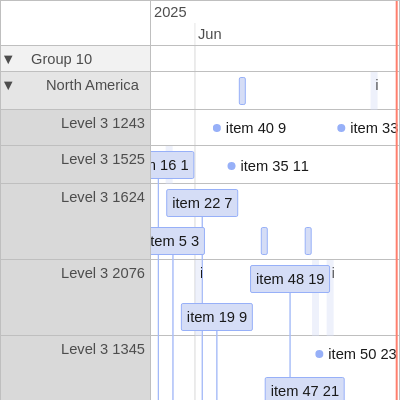 2025
Jun
▼ Group 10
▼ North America
i
Level 3 1243
item 40 9
item 33
Level 3 1525
16 1
item 35 11
Level 3 1624
item 22 7
tem 5 3
Level 3 2076
i
item 48 19
i
item 19 9
Level 3 1345
item 50 23
item 47 21